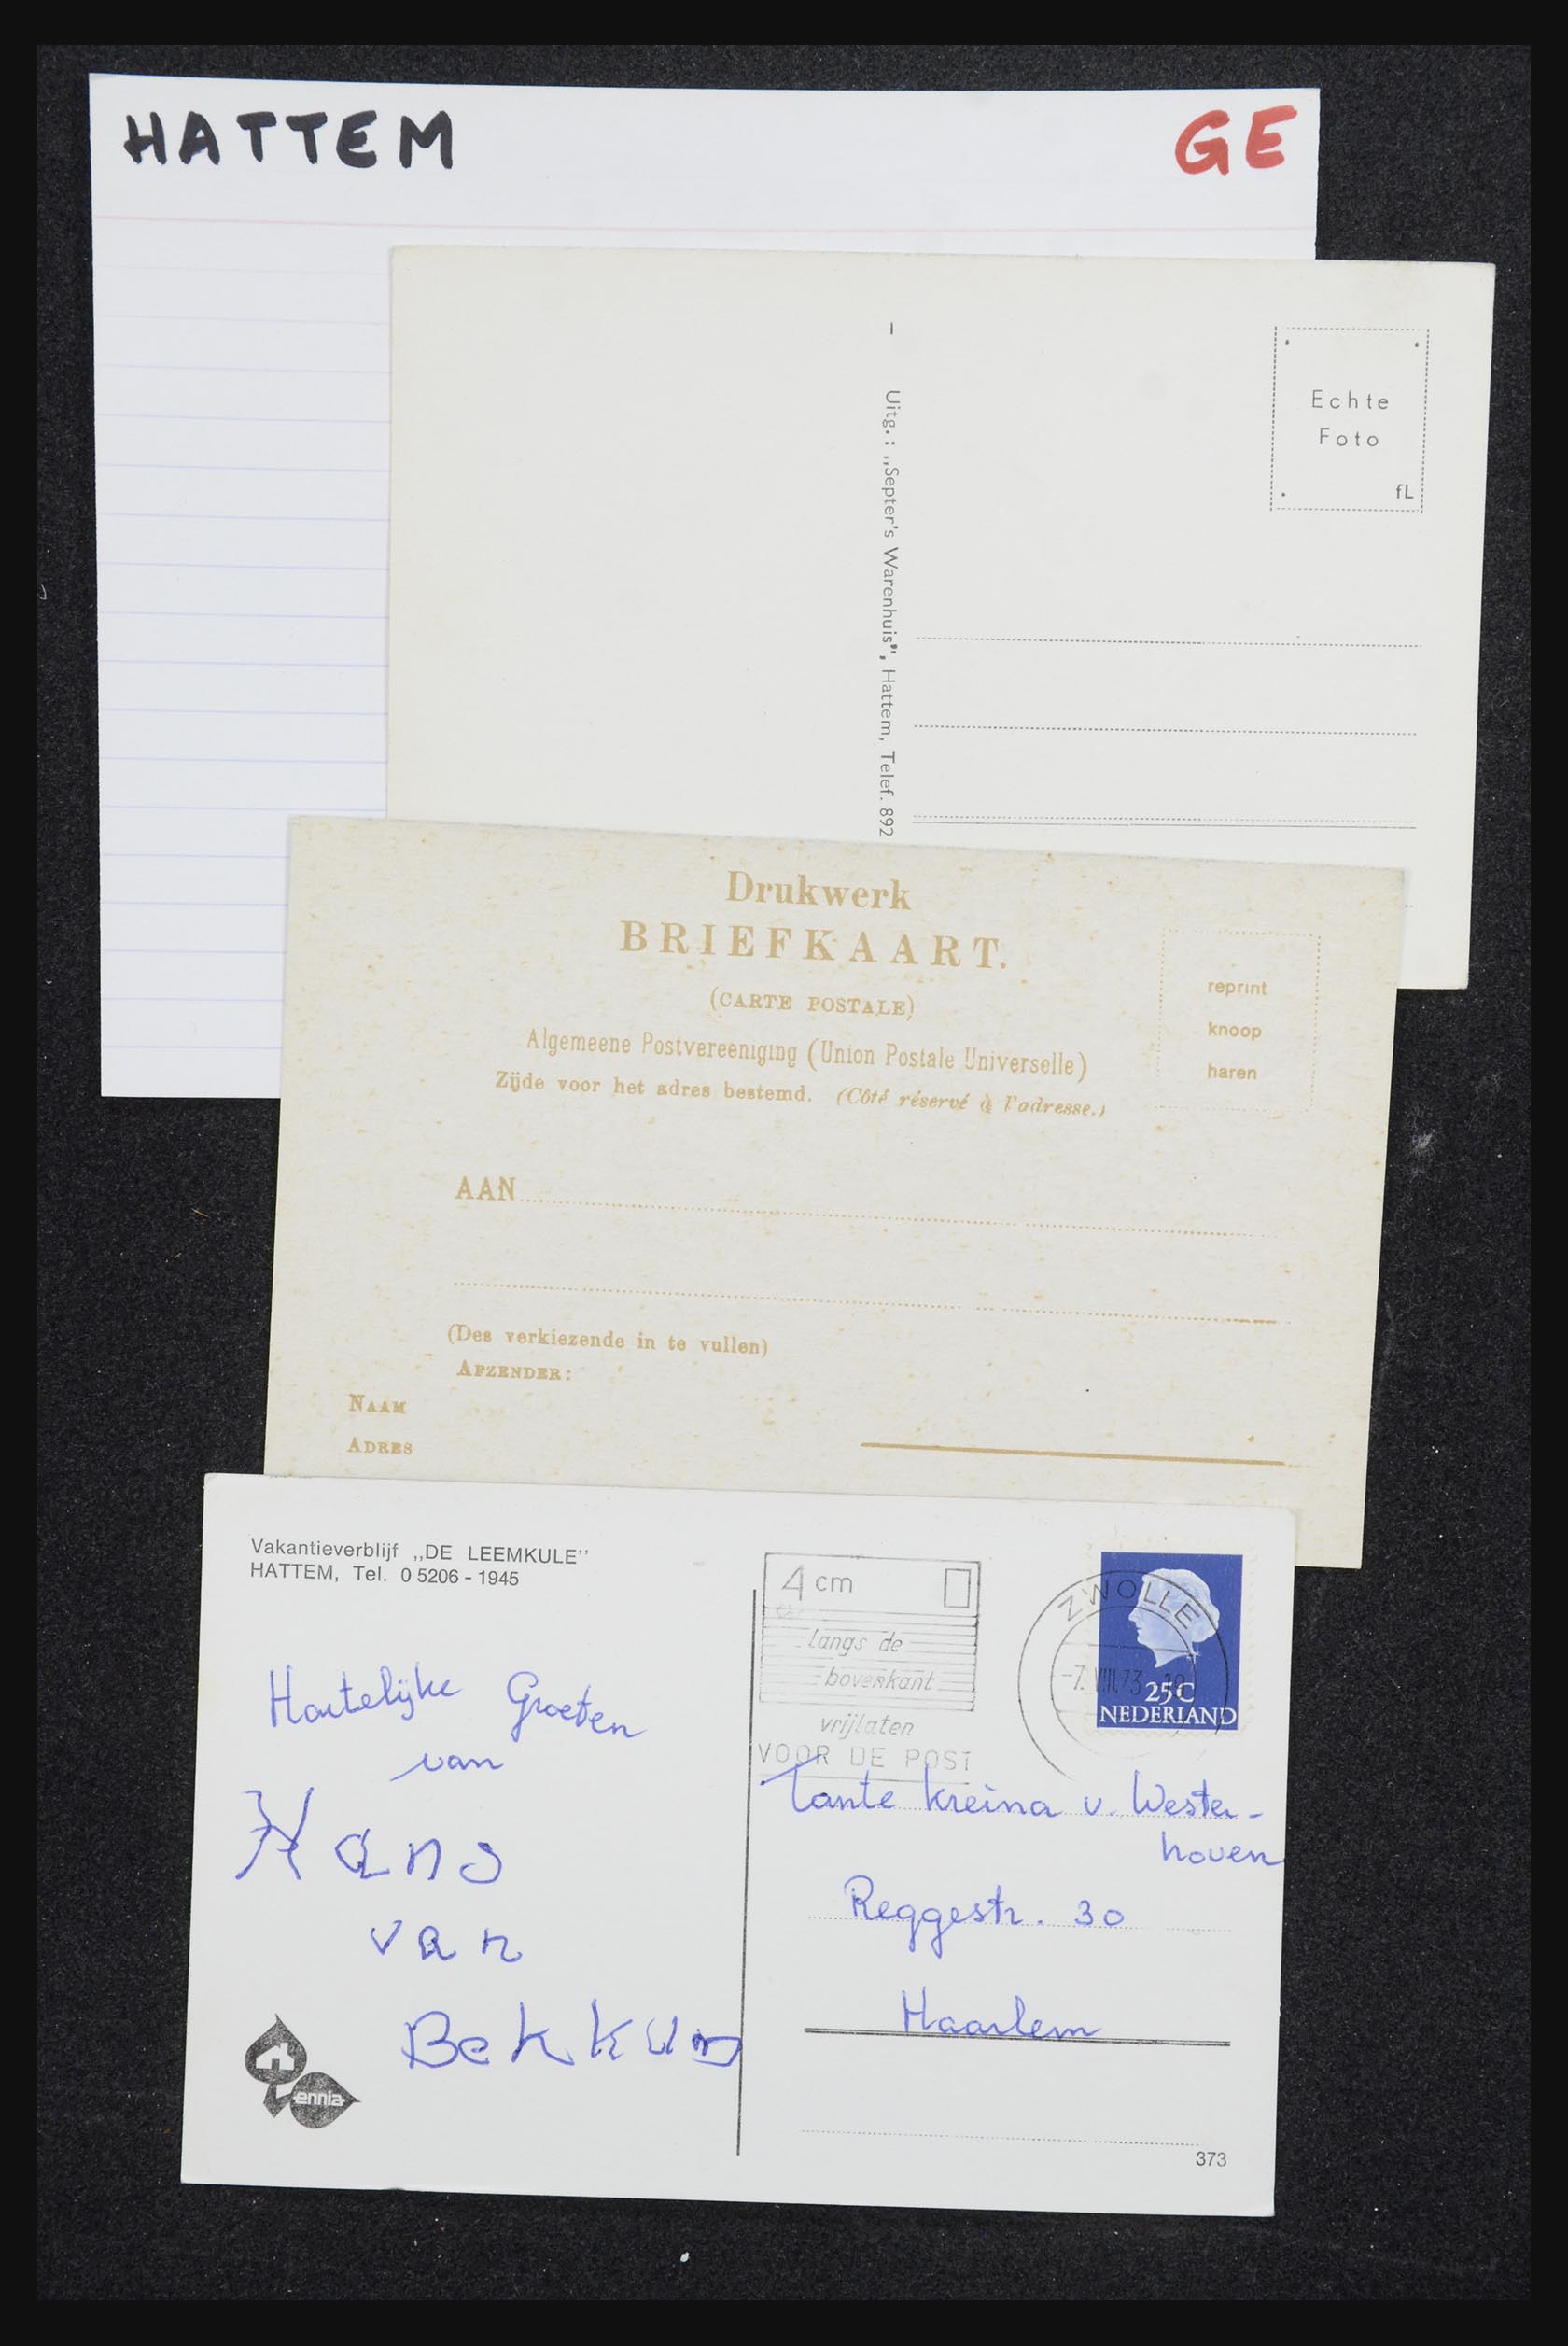 HATTEM
GE
Echte
Foto
fL
Uitg.: „Septer's Warenhuis", Hattem, Telef. 892
Drukwerk
BRIEFKAART.
(CARTE POSTALE)
Algemeene Postvereeniging (Union Postale Universelle)
Zijde voor het adres bestemd. (Côté réservé à l'adresse.)
reprint
knoop
haren
AAN
(Des verkiezende in te vullen)
AFZENDER:
NAAM
ADRES
Vakantieverblijf ,,DE LEEMKULE''
HATTEM, Tel. 0 5206 - 1945
Hartelijke Groeten
van
Hans
van
Bekkum
ennia
4 cm
langs de
bovenkant
vrijlaten
VOOR DE POST
ZWOLLE
-7.VIII.73
25c
NEDERLAND
Tante Kreina v. Wester-
hoven
Reggestr. 30
Haarlem
373